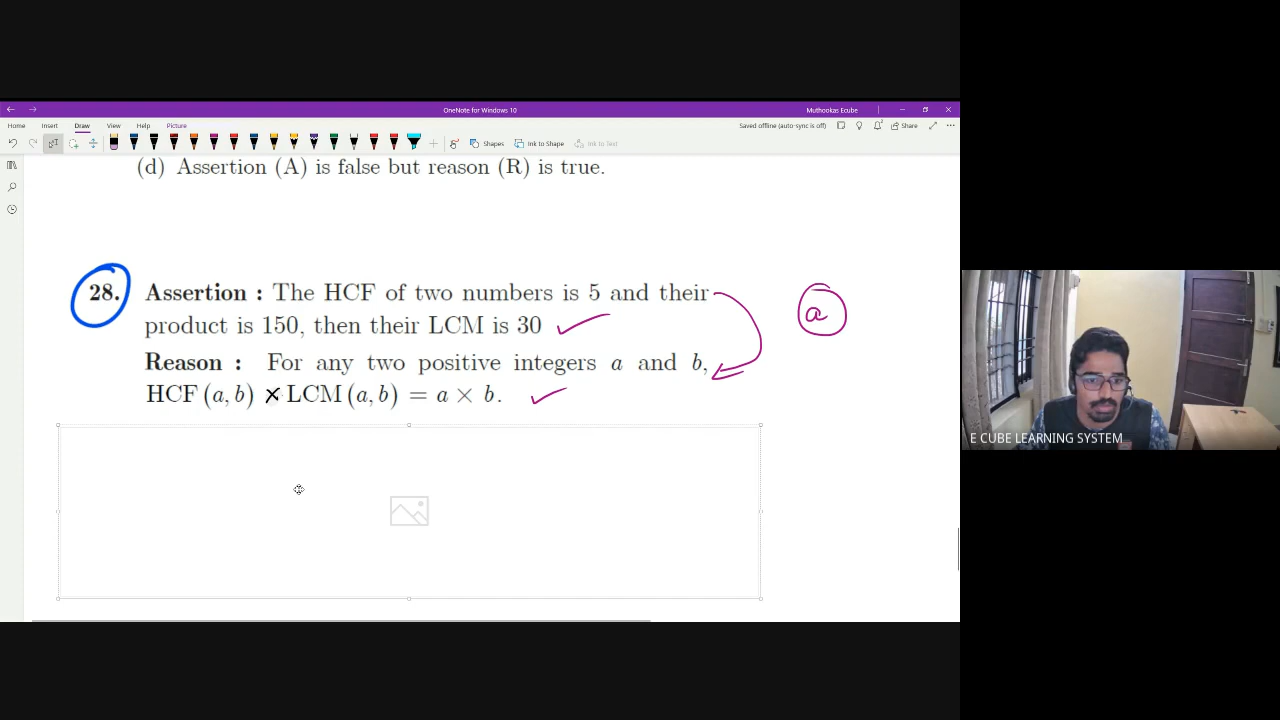 OneNote for Windows 10
Muthookas Ecube
Home Insert Draw View Help Picture
Saved offline (auto-sync is off)
Share
Shapes
Ink to Shape
Ink to Text
(d) Assertion (A) is false but reason (R) is true.
28. Assertion : The HCF of two numbers is 5 and their
product is 150, then their LCM is 30
a
Reason : For any two positive integers a and b,
HCF (a, b) × LCM (a, b) = a × b.
E CUBE LEARNING SYSTEM